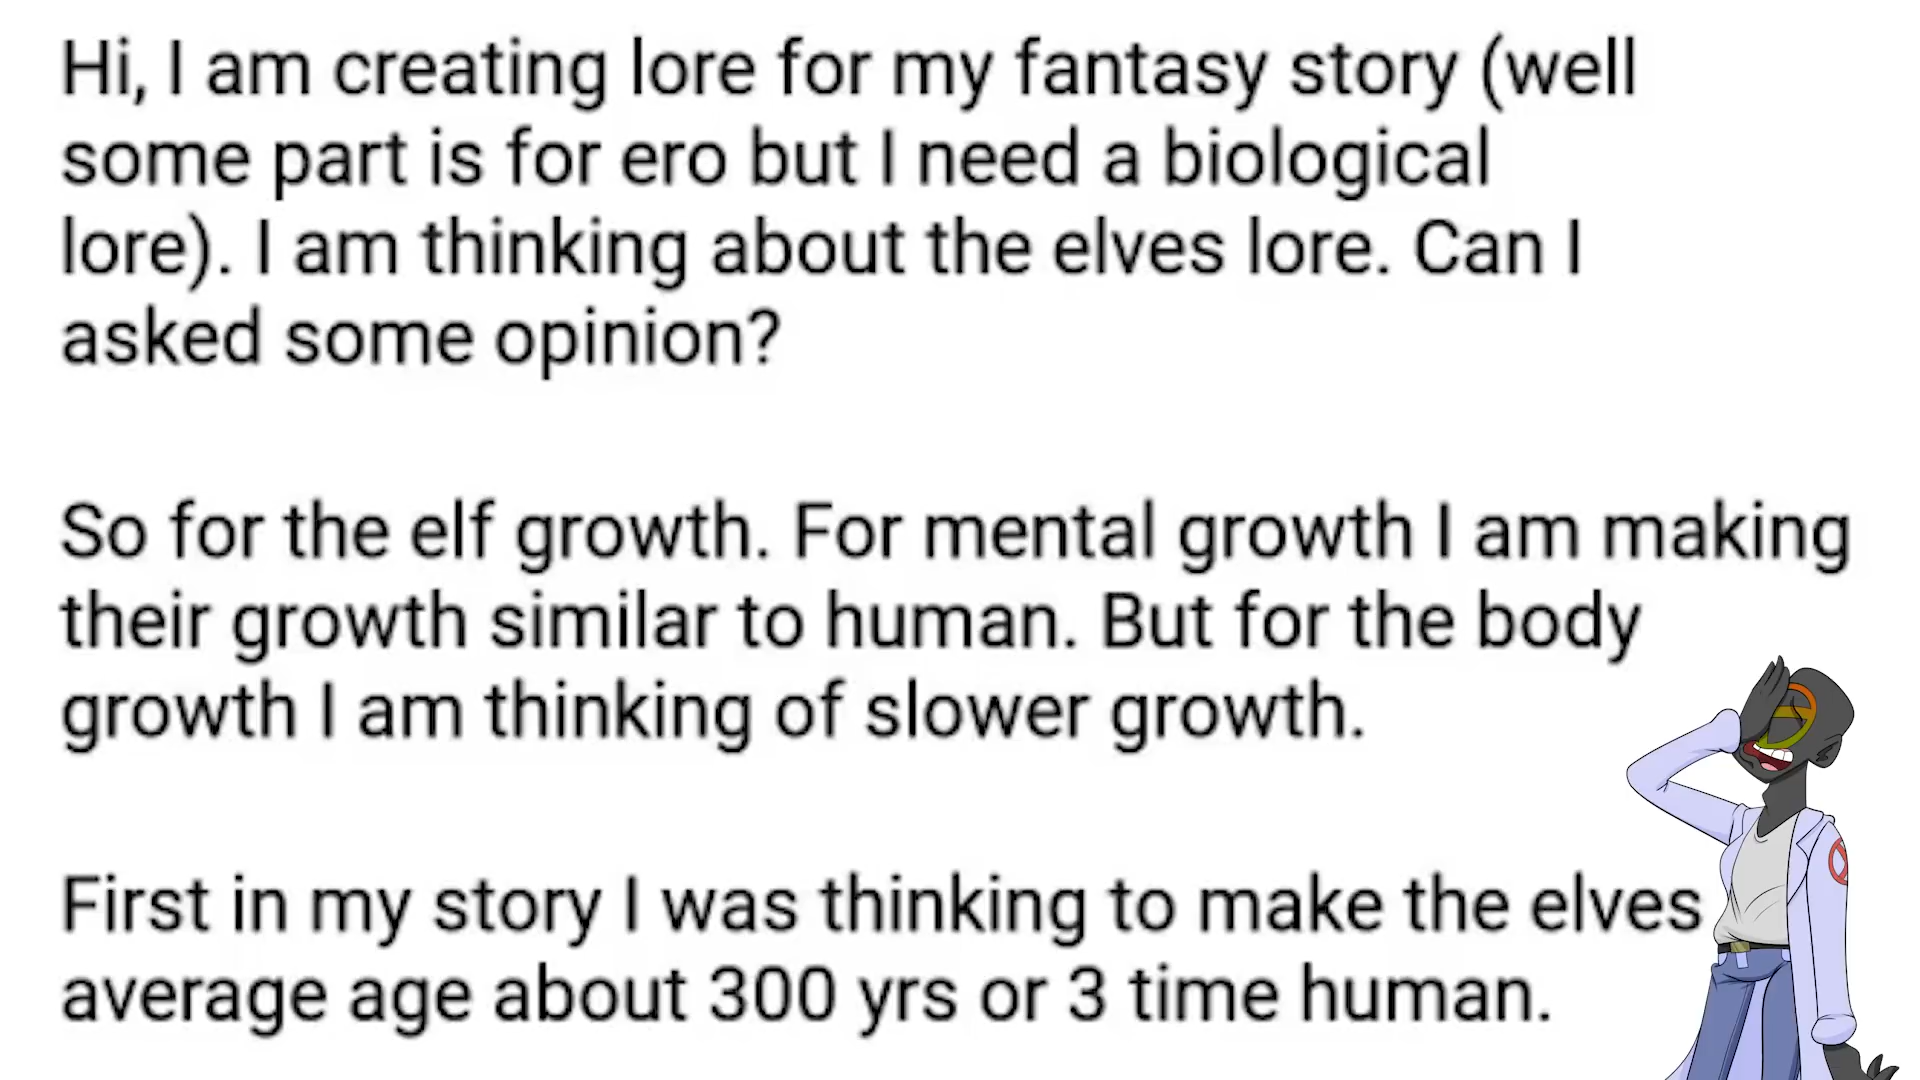 Hi, I am creating lore for my fantasy story (well
some part is for ero but I need a biological
lore). I am thinking about the elves lore. Can I
asked some opinion?
So for the elf growth. For mental growth I am making
their growth similar to human. But for the body
growth I am thinking of slower growth.
First in my story I was thinking to make the elves
average age about 300 yrs or 3 time human.